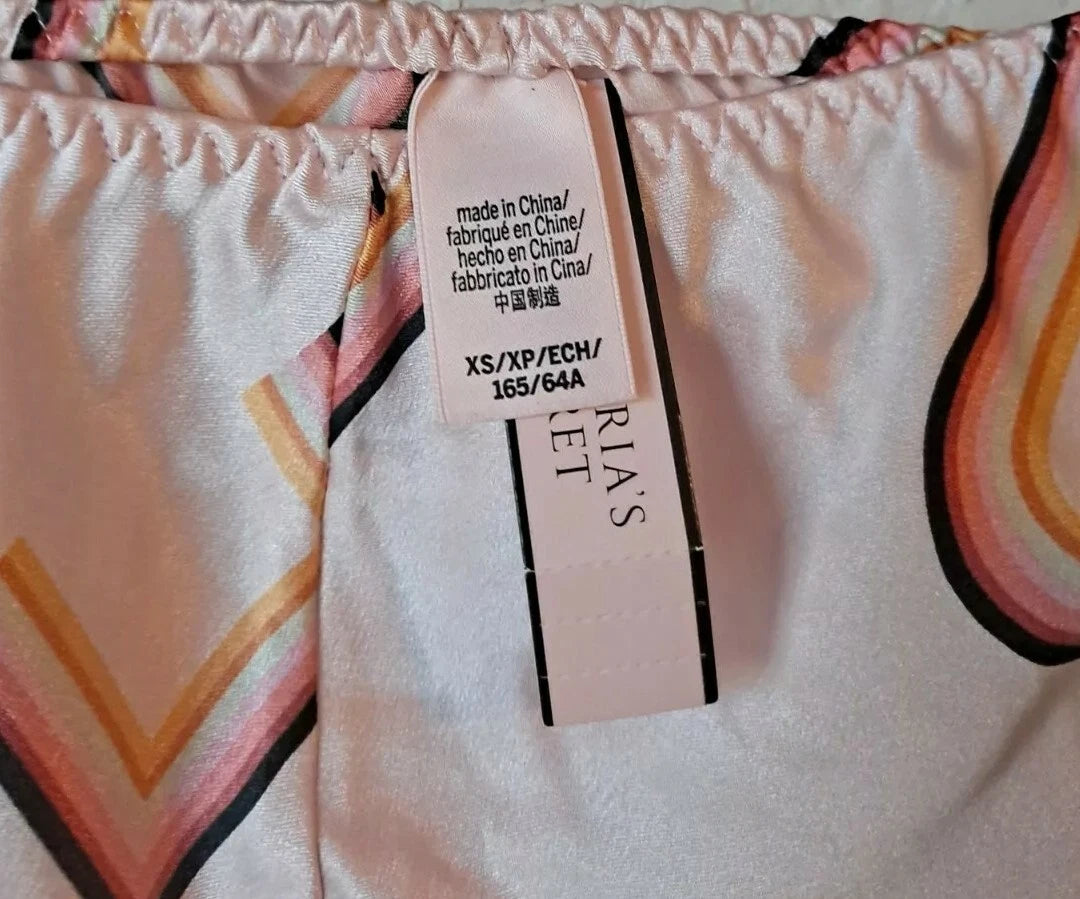 made in China/
fabriqué en Chine/
hecho en China/
fabbricato in Cina/
中国制造
XS/XP/ECH/
165/64A
RIA'S
RET